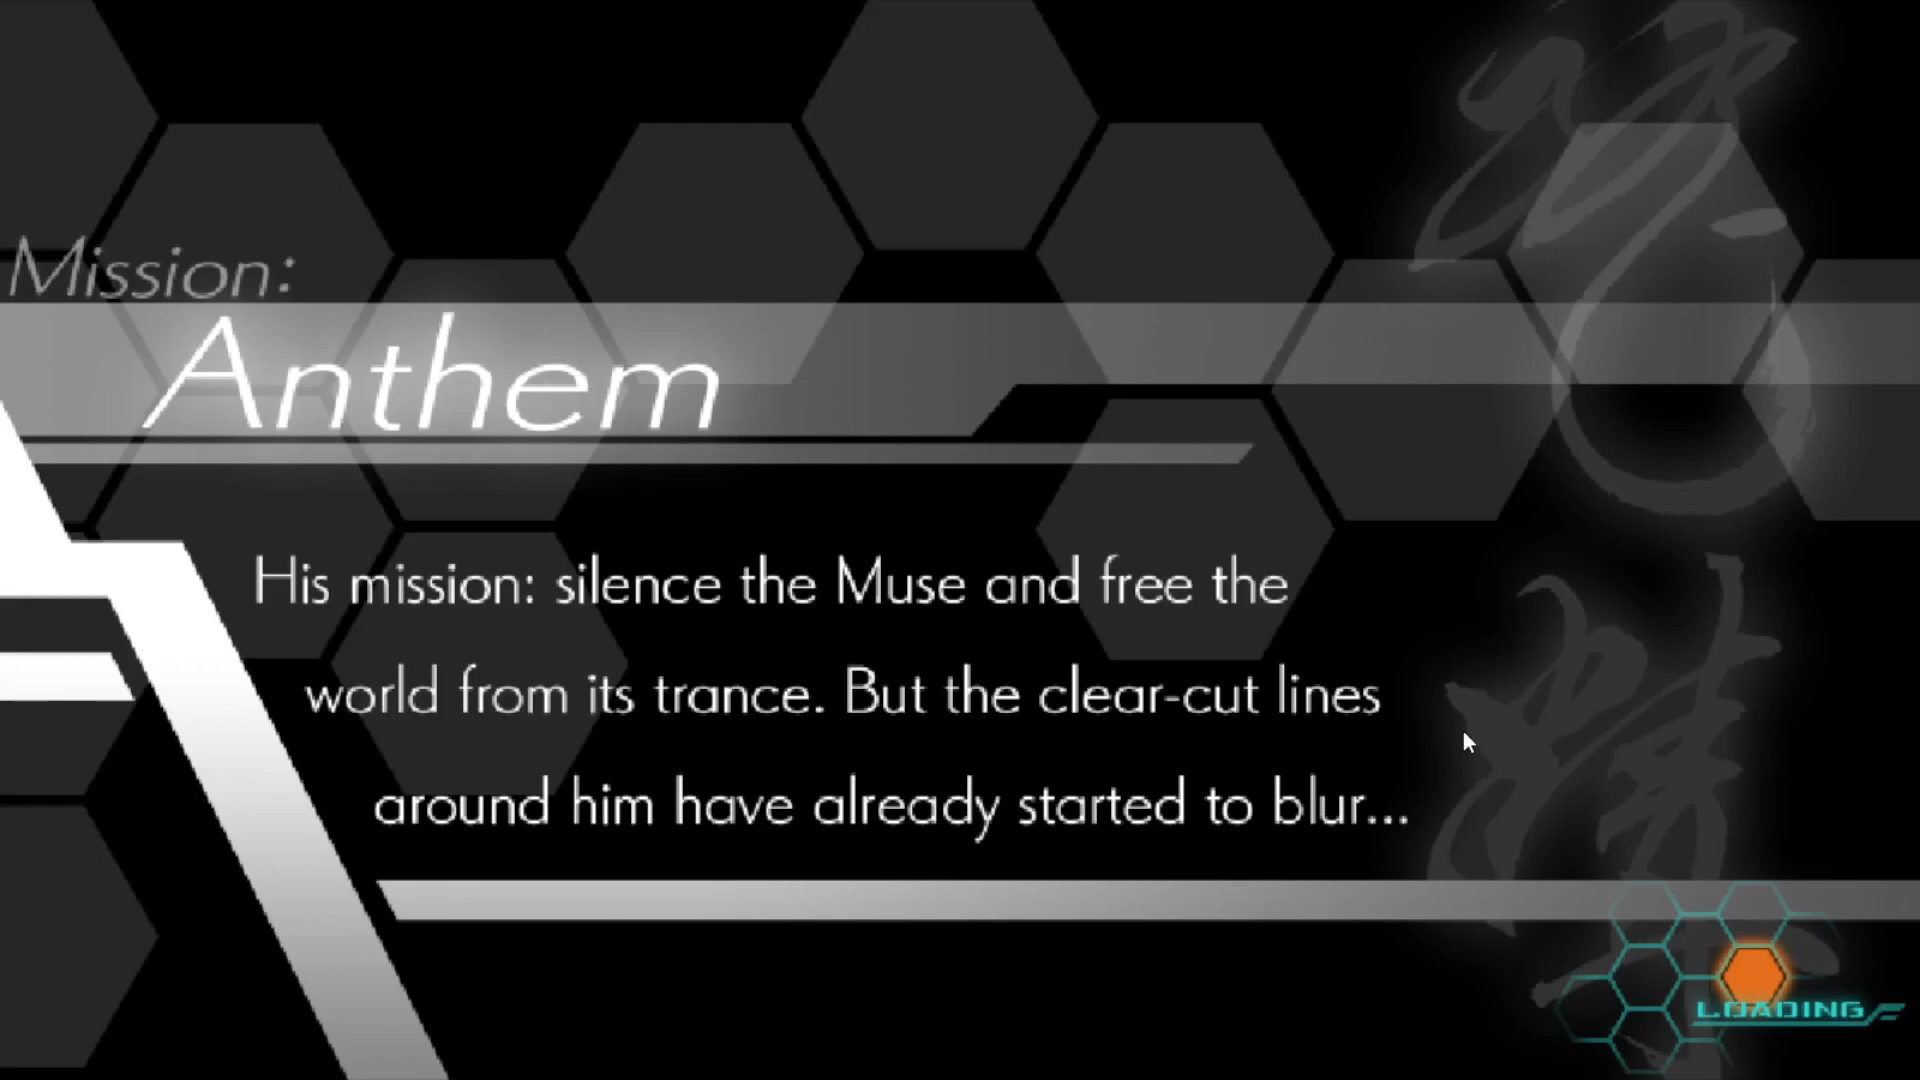 Mission:
Anthem
His mission: silence the Muse and free the
world from its trance. But the clear-cut lines
around him have already started to blur...
LOADING